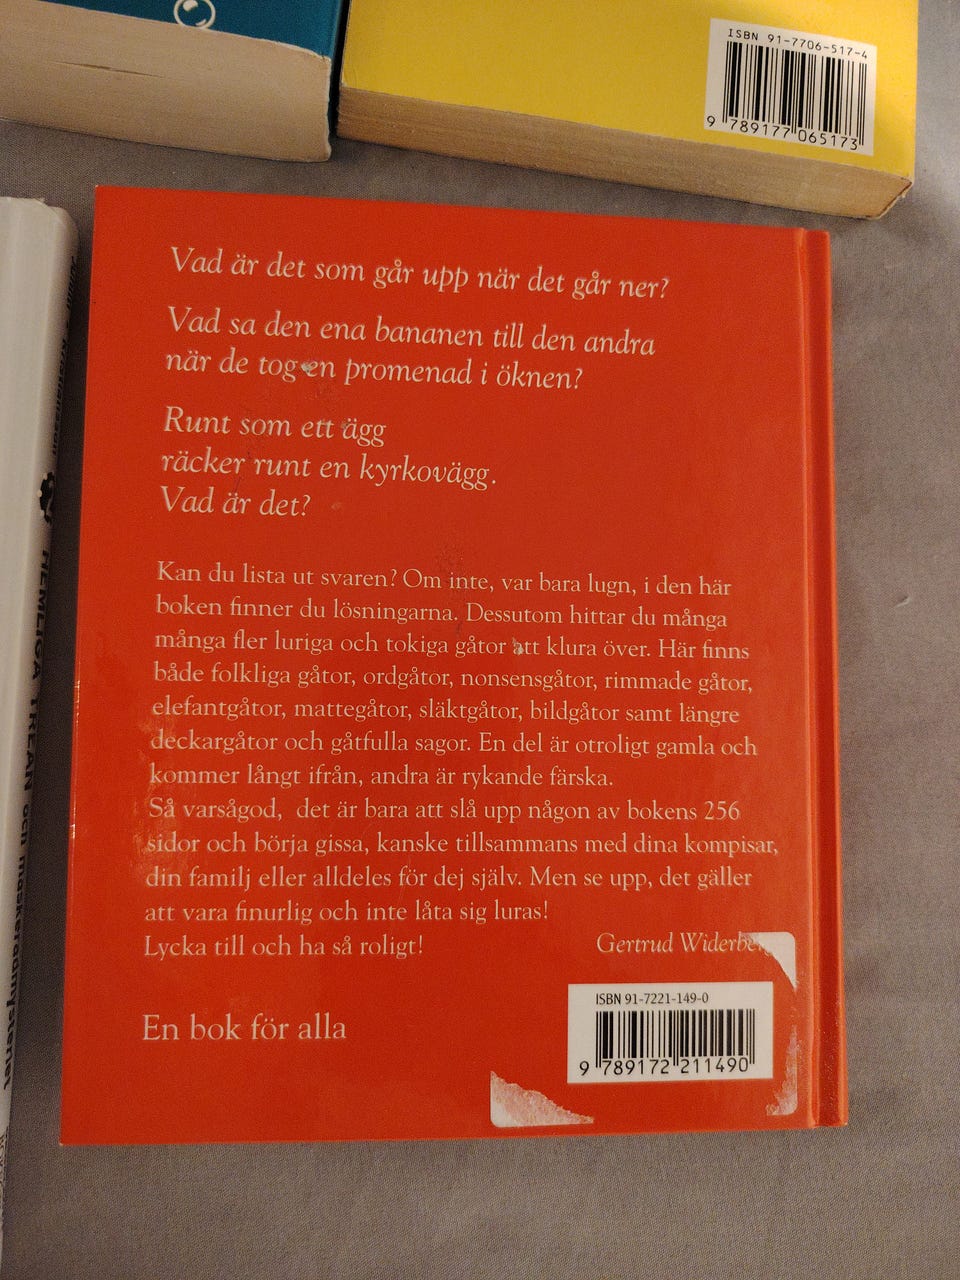 ISBN 91-7706-517-4
9 789177 065173
Vad är det som går upp när det går ner?
Vad sa den ena bananen till den andra
när de tog en promenad i öknen?
Runt som ett ägg
räcker runt en kyrkovägg.
Vad är det?
Kan du lista ut svaren? Om inte, var bara lugn, i den här
boken finner du lösningarna. Dessutom hittar du många
många fler luriga och tokiga gåtor att klura över. Här finns
både folkliga gåtor, ordgåtor, nonsensgåtor, rimmade gåtor,
elefantgåtor, mattegåtor, släktgåtor, bildgåtor samt längre
deckargåtor och gåtfulla sagor. En del är otroligt gamla och
kommer långt ifrån, andra är rykande färska.
Så varsågod, det är bara att slå upp någon av bokens 256
sidor och börja gissa, kanske tillsammans med dina kompisar,
din familj eller alldeles för dej själv. Men se upp, det gäller
att vara finurlig och inte låta sig luras!
Lycka till och ha så roligt!
Gertrud Widerbe
En bok för alla
ISBN 91-7221-149-0
9 789172 211490
HEMLIGA TREAN och maskeradmysteriet